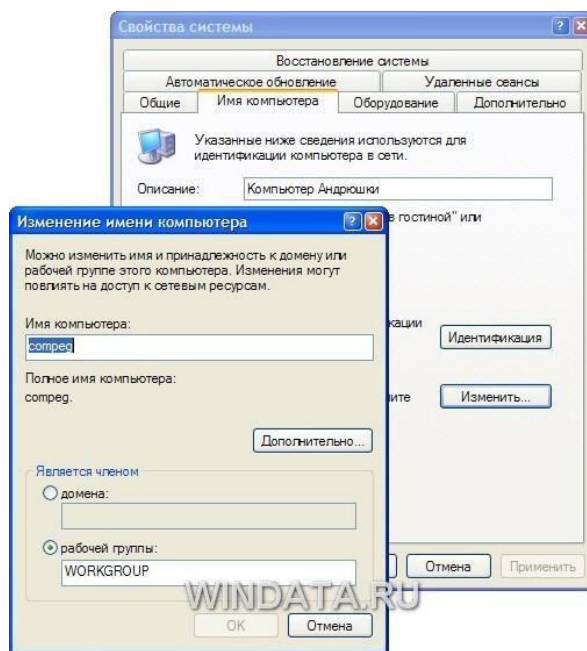 Свойства системы
Восстановление системы
Автоматическое обновление
Удаленные сеансы
Общие
Имя компьютера
Оборудование
Дополнительно
Указанные ниже сведения используются для
идентификации компьютера в сети.
Описание:
Компьютер Андрюшки
в гостиной" или
кации
Идентификация
ите
Изменить...
Отмена
Применить
Изменение имени компьютера
Можно изменить имя и принадлежность к домену или
рабочей группе этого компьютера. Изменения могут
повлиять на доступ к сетевым ресурсам.
Имя компьютера:
compeg
Полное имя компьютера:
compeg.
Дополнительно...
Является членом
домена:
рабочей группы:
WORKGROUP
WINDATA.RU
OK
Отмена